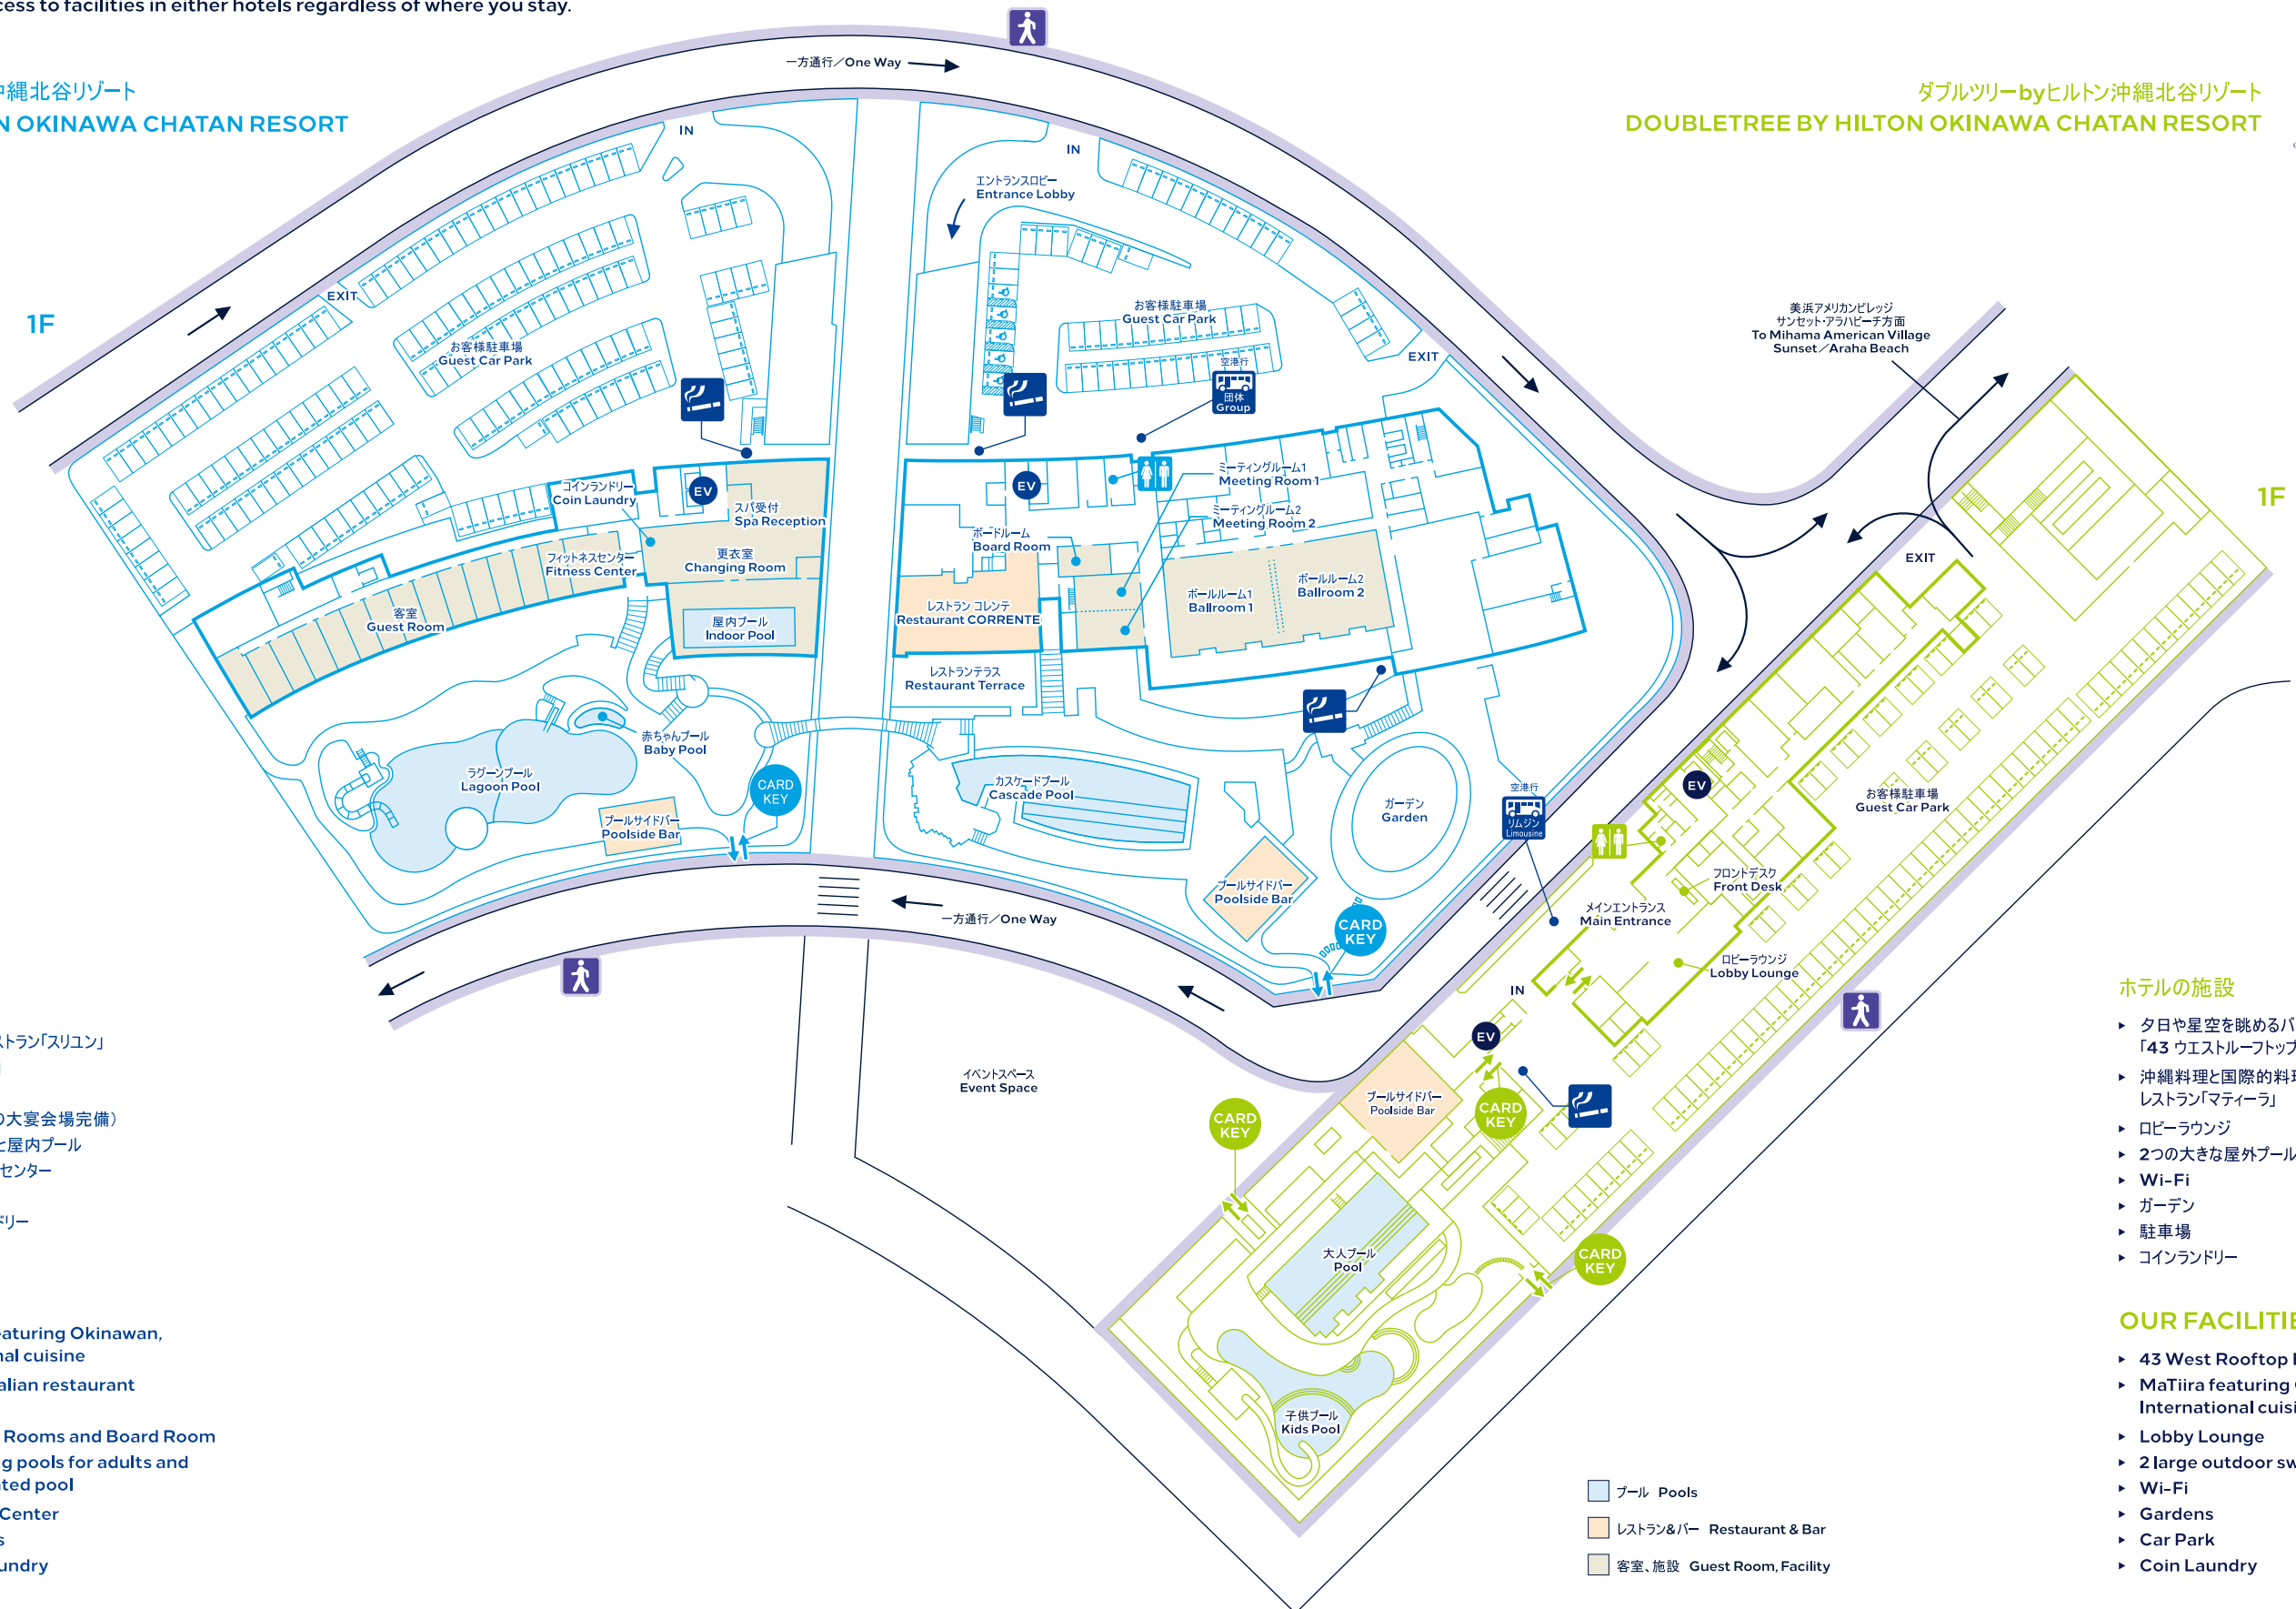 cess to facilities in either hotels regardless of where you stay.
沖縄北谷リゾート
N OKINAWA CHATAN RESORT
ダブルツリーbyヒルトン沖縄北谷リゾート
DOUBLETREE BY HILTON OKINAWA CHATAN RESORT
一方通行／One Way
IN
IN
エントランスロビー
Entrance Lobby
EXIT
1F
お客様駐車場
Guest Car Park
お客様駐車場
Guest Car Park
EXIT
空港行
団体
Group
美浜アメリカンビレッジ
サンセット・アラハビーチ方面
To Mihama American Village
Sunset／Araha Beach
1F
EXIT
コインランドリー
Coin Laundry
EV
スパ受付
Spa Reception
フィットネスセンター
Fitness Center
更衣室
Changing Room
客室
Guest Room
屋内プール
Indoor Pool
EV
ボードルーム
Board Room
ミーティングルーム1
Meeting Room 1
ミーティングルーム2
Meeting Room 2
レストラン コレンテ
Restaurant CORRENTE
ボールルーム1
Ballroom 1
ボールルーム2
Ballroom 2
レストランテラス
Restaurant Terrace
赤ちゃんプール
Baby Pool
ラグーンプール
Lagoon Pool
プールサイドバー
Poolside Bar
CARD
KEY
カスケードプール
Cascade Pool
ガーデン
Garden
プールサイドバー
Poolside Bar
CARD
KEY
空港行
リムジン
Limousine
EV
お客様駐車場
Guest Car Park
フロントデスク
Front Desk
メインエントランス
Main Entrance
ロビーラウンジ
Lobby Lounge
IN
EV
一方通行／One Way
イベントスペース
Event Space
プールサイドバー
Poolside Bar
CARD
KEY
CARD
KEY
CARD
KEY
大人プール
Pool
子供プール
Kids Pool
ストラン「スリユン」
の大宴会場完備）
と屋内プール
センター
ドリー
eaturing Okinawan,
nal cuisine
alian restaurant
Rooms and Board Room
g pools for adults and
ated pool
Center
s
undry
プール Pools
レストラン&バー Restaurant & Bar
客室、施設 Guest Room, Facility
ホテルの施設
▸ 夕日や星空を眺めるバ
「43 ウエストルーフトップ
▸ 沖縄料理と国際的料理
レストラン「マティーラ」
▸ ロビーラウンジ
▸ 2つの大きな屋外プール
▸ Wi-Fi
▸ ガーデン
▸ 駐車場
▸ コインランドリー
OUR FACILITIE
▸ 43 West Rooftop
▸ MaTiira featuring
International cuisi
▸ Lobby Lounge
▸ 2 large outdoor sw
▸ Wi-Fi
▸ Gardens
▸ Car Park
▸ Coin Laundry